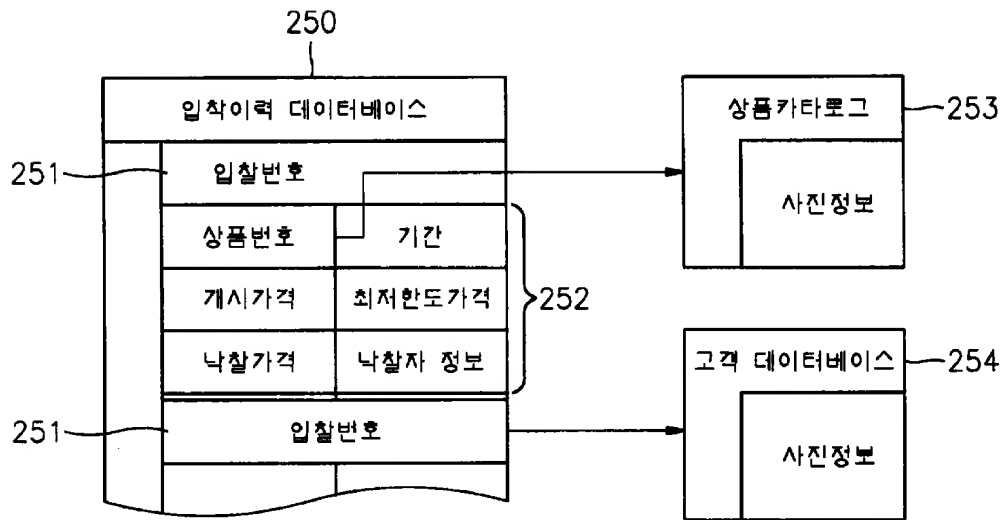 250
입착이력 데이터베이스
251
입찰번호
상품번호
기간
개시가격
최저한도가격
낙찰가격
낙찰자 정보
252
251
입찰번호
상품카타로그
253
사진정보
고객 데이터베이스
254
사진정보